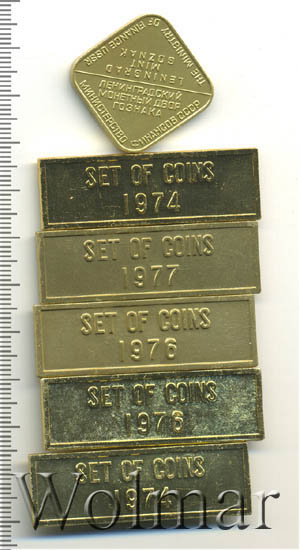 THE MINISTRY OF FINANCE USSR
LENINGRAD
MINT
GOZNAK
ЛЕНИНГРАДСКИЙ
МОНЕТНЫЙ ДВОР
ГОЗНАКА
МИНИСТЕРСТВО ФИНАНСОВ СССР
SET OF COINS
1974
SET OF COINS
1977
SET OF COINS
1976
SET OF COINS
1976
SET OF COINS
1974
Wolmar